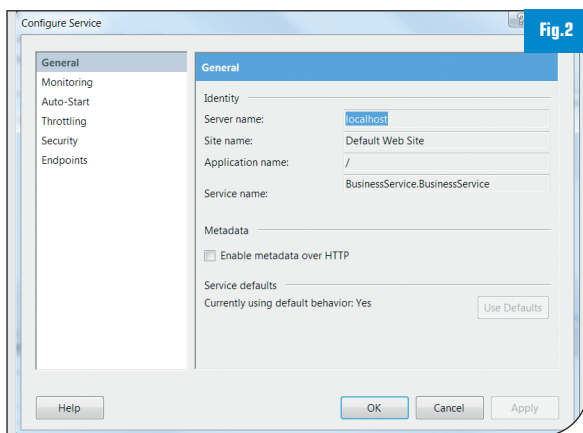 Configure Service
Fig.2
General
Monitoring
Auto-Start
Throttling
Security
Endpoints
General
Identity
Server name: localhost
Site name: Default Web Site
Application name: /
Service name: BusinessService.BusinessService
Metadata
Enable metadata over HTTP
Service defaults
Currently using default behavior: Yes
Use Defaults
Help
OK
Cancel
Apply